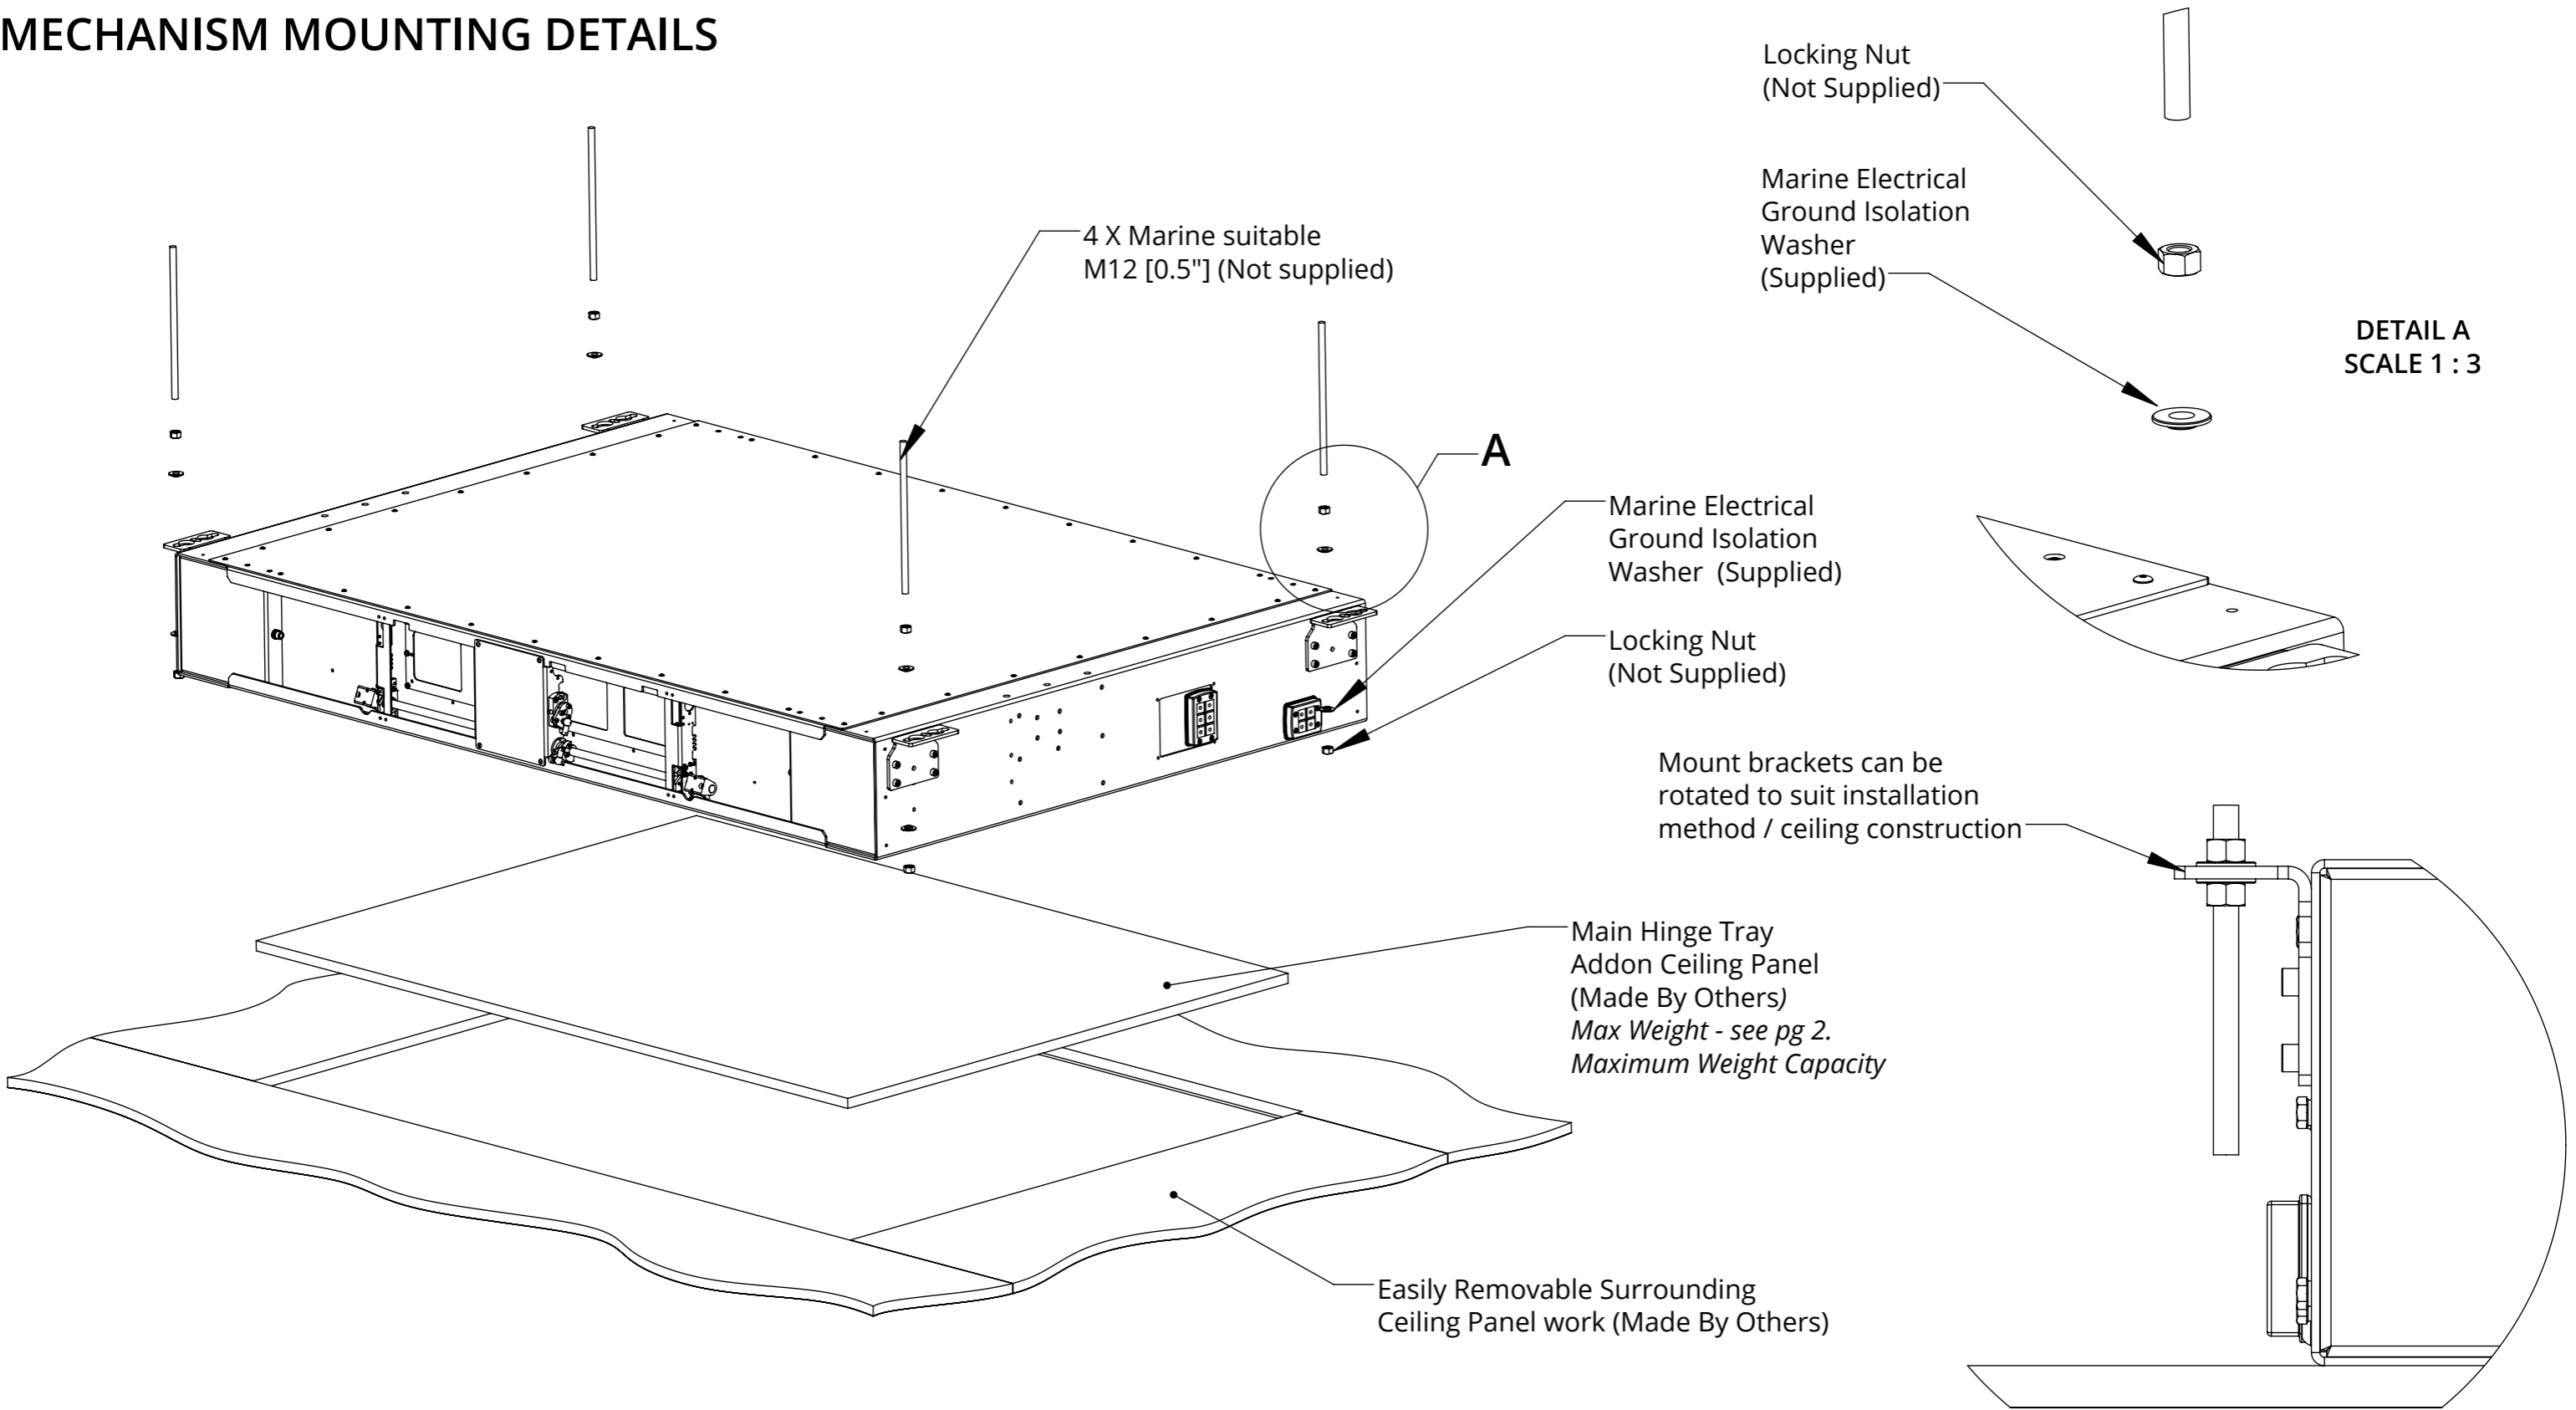 MECHANISM MOUNTING DETAILS
Locking Nut
(Not Supplied)
Marine Electrical
Ground Isolation
Washer
(Supplied)
4 X Marine suitable
M12 [0.5"] (Not supplied)
DETAIL A
SCALE 1 : 3
A
Marine Electrical
Ground Isolation
Washer (Supplied)
Locking Nut
(Not Supplied)
Mount brackets can be
rotated to suit installation
method / ceiling construction
Main Hinge Tray
Addon Ceiling Panel
(Made By Others)
Max Weight - see pg 2.
Maximum Weight Capacity
Easily Removable Surrounding
Ceiling Panel work (Made By Others)